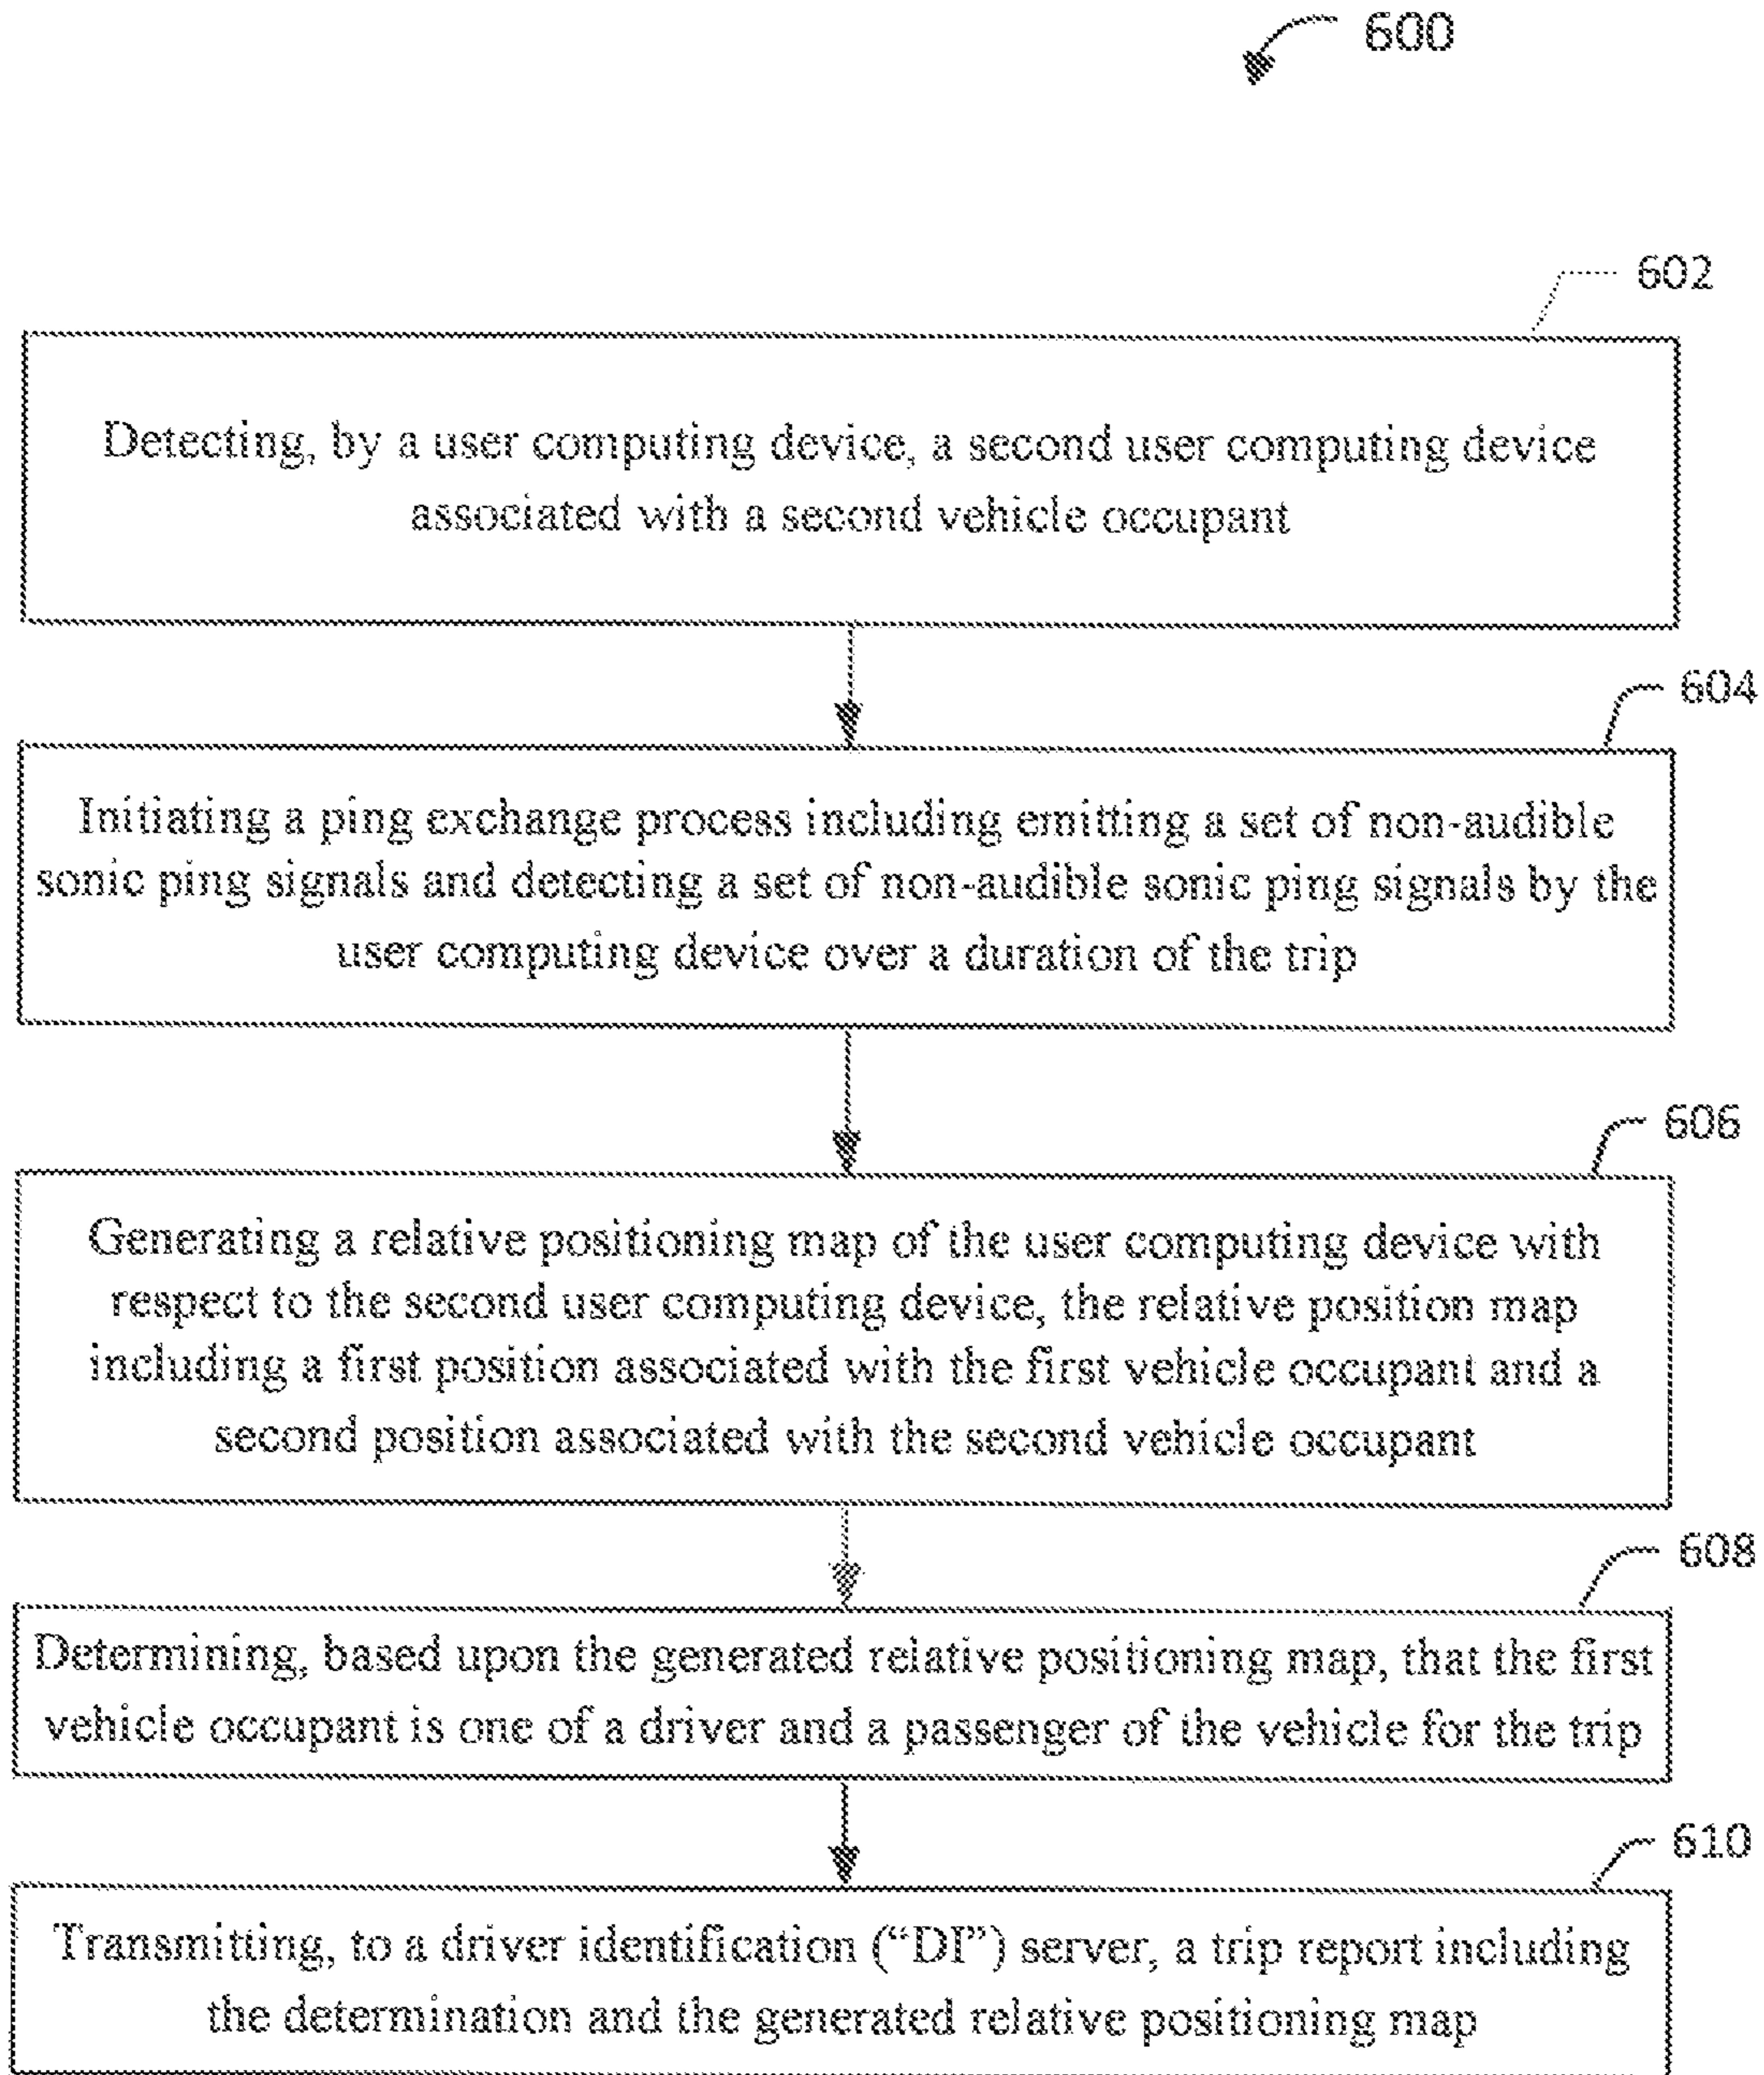 600
602
Detecting, by a user computing device, a second user computing device
associated with a second vehicle occupant
604
Initiating a ping exchange process including emitting a set of non-audible
sonic ping signals and detecting a set of non-audible sonic ping signals by the
user computing device over a duration of the trip
606
Generating a relative positioning map of the user computing device with
respect to the second user computing device, the relative position map
including a first position associated with the first vehicle occupant and a
second position associated with the second vehicle occupant
608
Determining, based upon the generated relative positioning map, that the first
vehicle occupant is one of a driver and a passenger of the vehicle for the trip
610
Transmitting, to a driver identification (“DI”) server, a trip report including
the determination and the generated relative positioning map